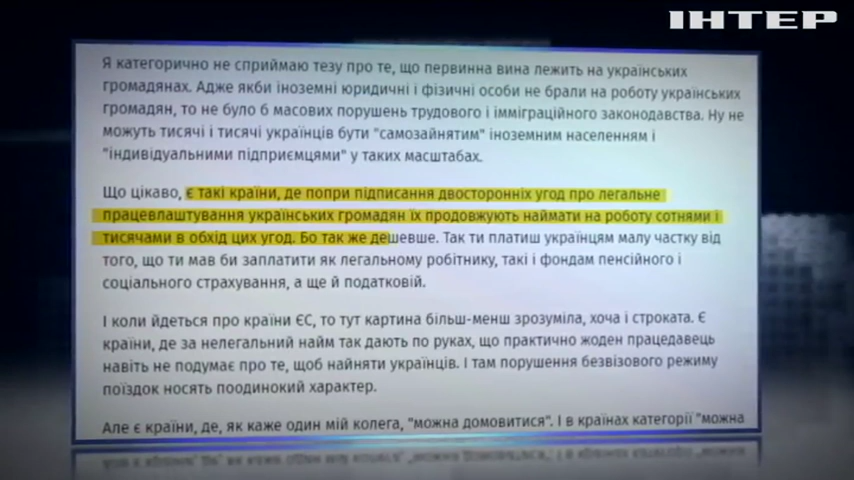 ІНТЕР
Я категорично не сприймаю тезу про те, що первинна вина лежить на українських
громадянах. Адже якби іноземні юридичні і фізичні особи не брали на роботу українських
громадян, то не було б масових порушень трудового і імміграційного законодавства. Ну не
можуть тисячі і тисячі українців бути "самозайнятим" іноземним населенням і
"індивідуальними підприємцями" у таких масштабах.
Що цікаво, є такі країни, де попри підписання двосторонніх угод про легальне
працевлаштування українських громадян їх продовжують наймати на роботу сотнями і
тисячами в обхід цих угод. Бо так же дешевше. Так ти платиш українцям малу частку від
того, що ти мав би заплатити як легальному робітнику, такі і фондам пенсійного і
соціального страхування, а ще й податковій.
І коли йдеться про країни ЄС, то тут картина більш-менш зрозуміла, хоча і строката. Є
країни, де за нелегальний найм так дають по руках, що практично жоден працедавець
навіть не подумає про те, щоб найняти українців. І там порушення безвізового режиму
поїздок носять поодинокий характер.
Але є країни, де, як каже один мій колега, "можна домовитися". І в країнах категорії "можна